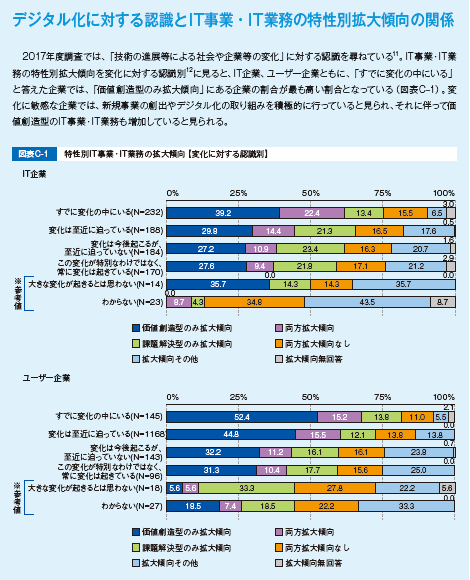 デジタル化に対する認識とIT事業・IT業務の特性別拡大傾向の関係
2017年度調査では、「技術の進展等による社会や企業等の変化」に対する認識を尋ねている11。IT事業・IT業
務の特性別拡大傾向を変化に対する認識別12に見ると、IT企業、ユーザー企業ともに、「すでに変化の中にいる」
と答えた企業では、「価値創造型のみ拡大傾向」にある企業の割合が最も高い割合となっている（図表C-1）。変
化に敏感な企業では、新規事業の創出やデジタル化の取り組みを積極的に行っていると見られ、それに伴って価
値創造型のIT事業・IT業務も増加していると見られる。
図表C-1 特性別IT事業・IT業務の拡大傾向【変化に対する認識別】
IT企業
0% 25% 50% 75% 100%
3.0
すでに変化の中にいる(N=232) 39.2 22.4 13.4 15.5 6.5
0.5
変化は至近に迫っている(N=188) 29.8 14.4 21.3 16.5 17.6
1.6
変化は今後起こるが、
至近に迫っていない(N=184) 27.2 10.9 23.4 16.3 20.7
2.9
この変化が特別なわけではなく、
常に変化は起きている(N=170) 27.6 9.4 21.8 17.1 21.2
0.0 0.0
大きな変化が起きるとは思わない(N=14) 35.7 14.3 14.3 35.7
0.0
わからない(N=23) 8.7 4.3 34.8 43.5 8.7
※参考値
価値創造型のみ拡大傾向 両方拡大傾向
課題解決型のみ拡大傾向 両方拡大傾向なし
拡大傾向その他 拡大傾向無回答
ユーザー企業
0% 25% 50% 75% 100%
2.1
すでに変化の中にいる(N=145) 52.4 15.2 13.8 11.0 5.5
0.0
変化は至近に迫っている(N=116) 44.8 15.5 12.1 13.8 13.8
0.7
変化は今後起こるが、
至近に迫っていない(N=143) 32.2 11.2 16.1 16.1 23.8
0.0
この変化が特別なわけではなく、
常に変化は起きている(N=96) 31.3 10.4 17.7 15.6 25.0
大きな変化が起きるとは思わない(N=18) 5.6 5.6 33.3 27.8 22.2 5.6
0.0
わからない(N=27) 18.5 7.4 18.5 22.2 33.3
※参考値
価値創造型のみ拡大傾向 両方拡大傾向
課題解決型のみ拡大傾向 両方拡大傾向なし
拡大傾向その他 拡大傾向無回答